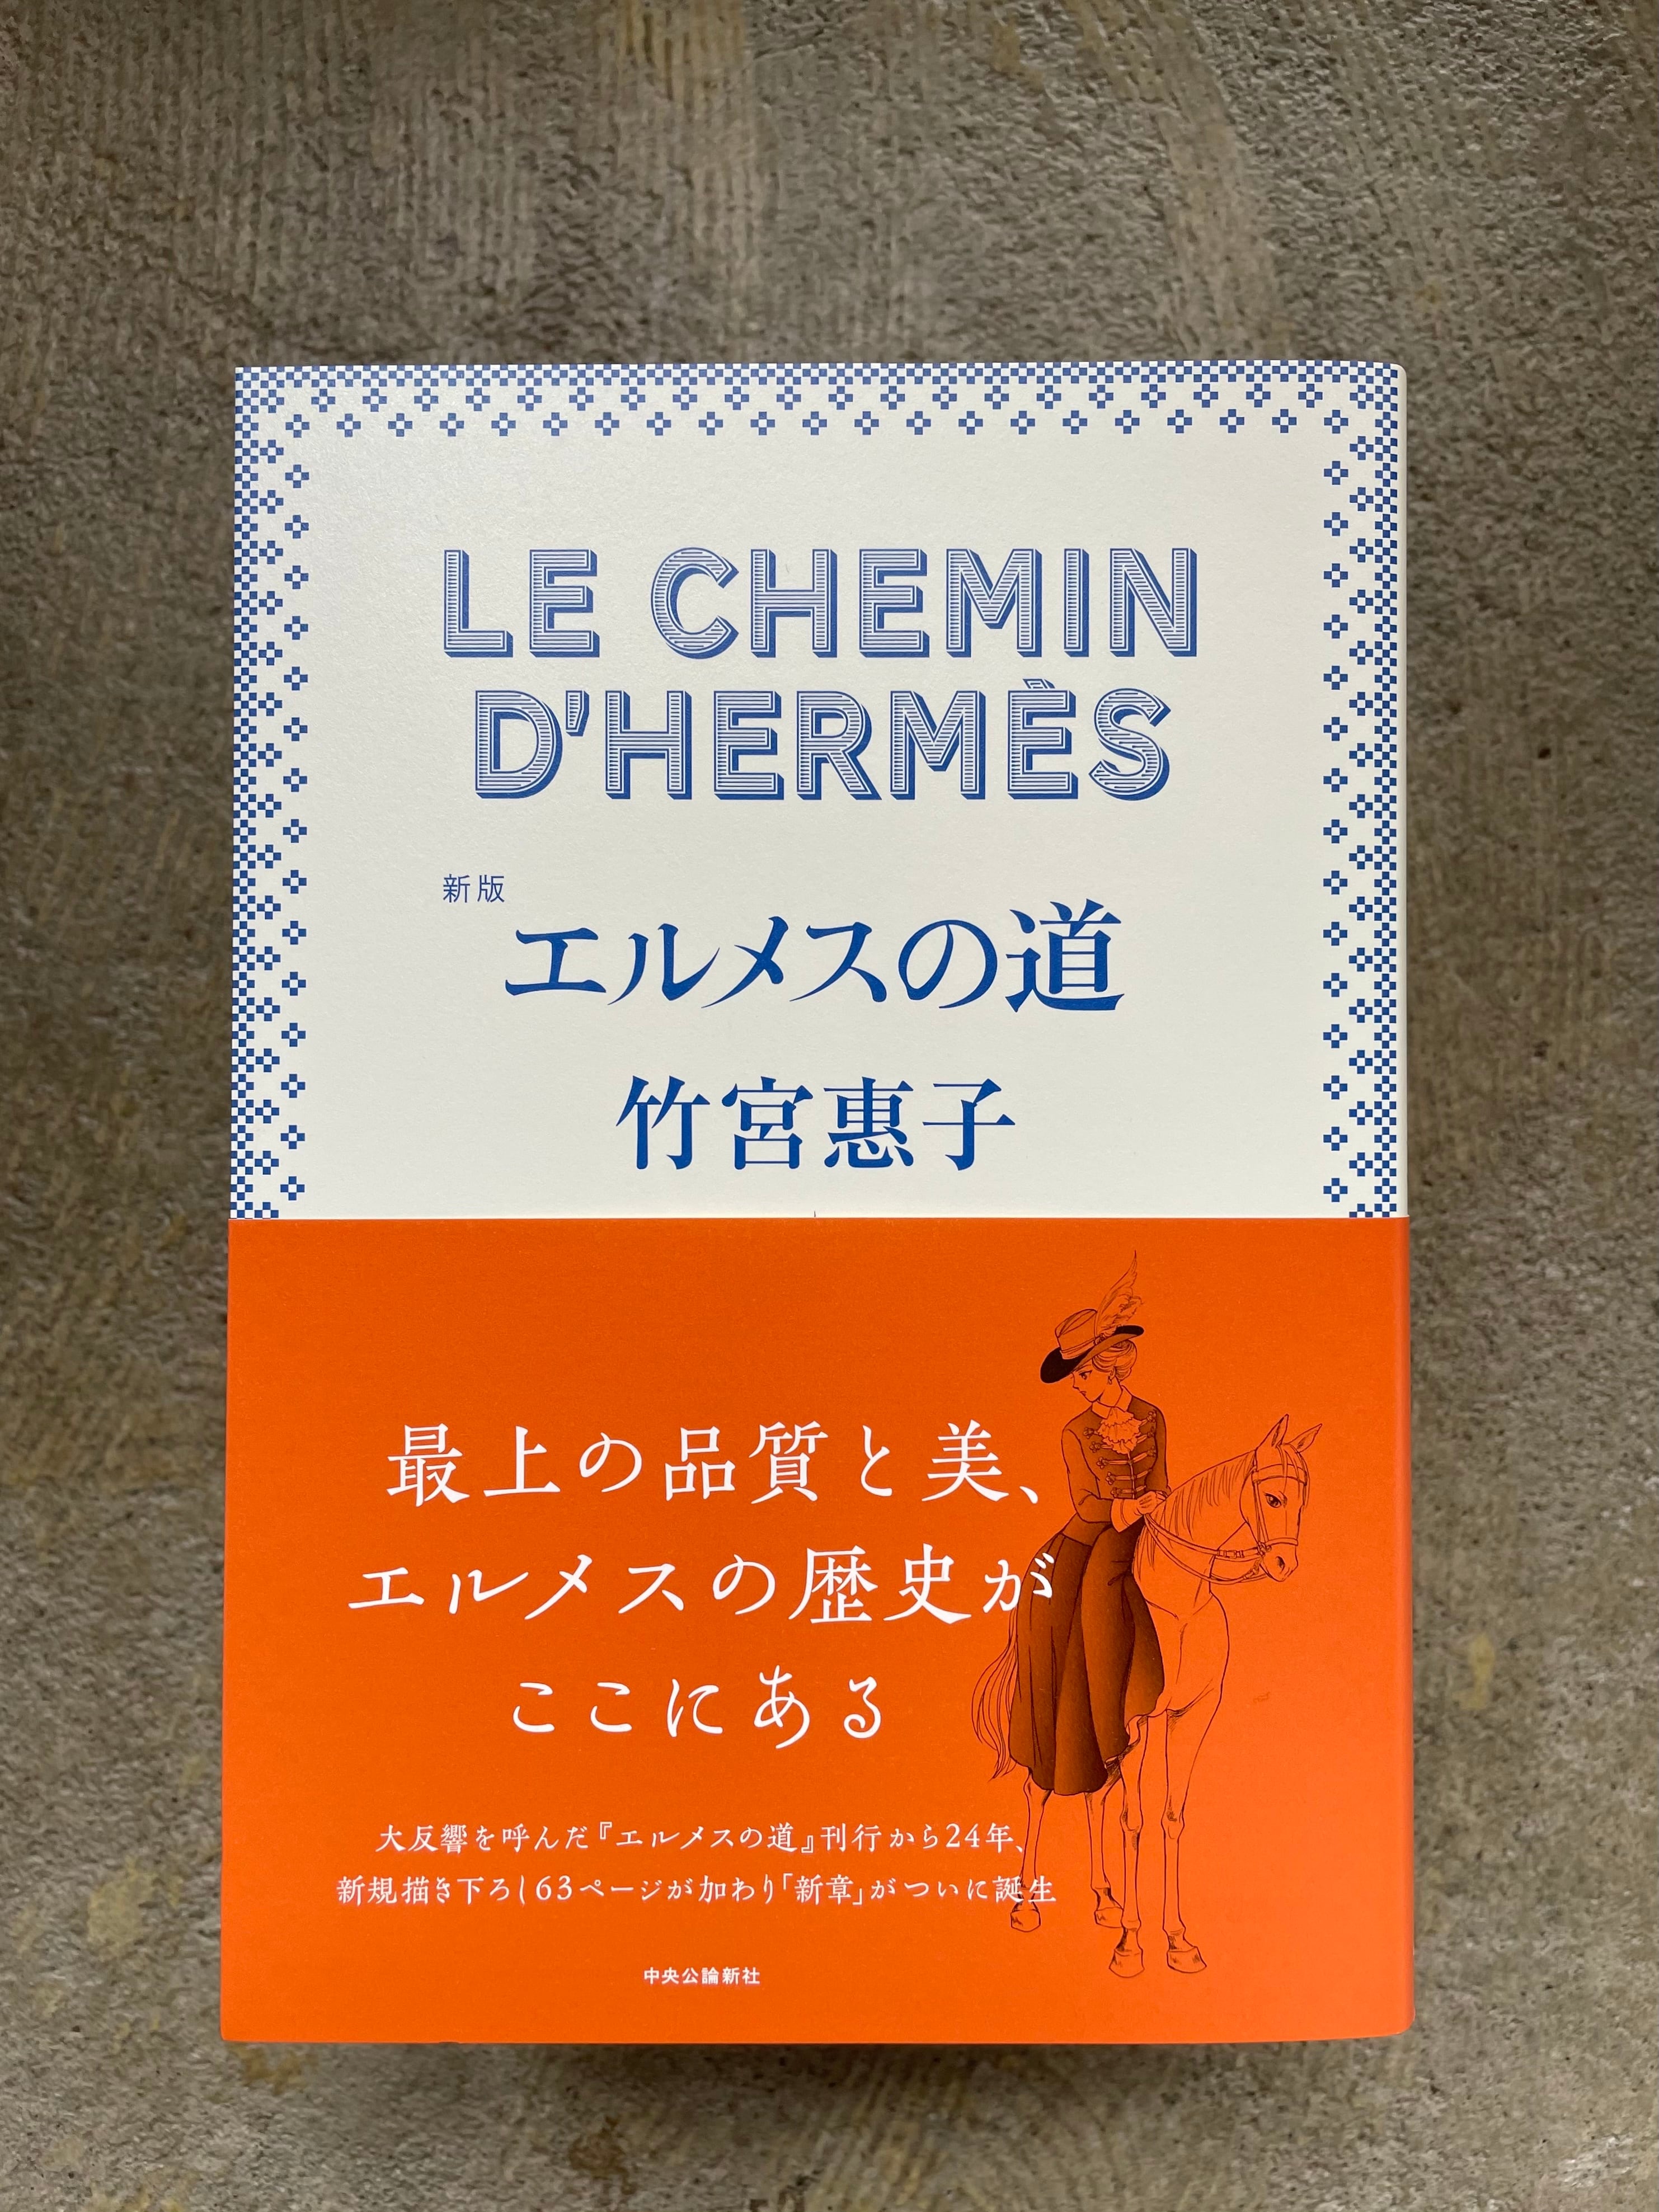 LE CHEMIN
D'HERMÈS
新版
エルメスの道
竹宮惠子
最上の品質と美、
エルメスの歴史が
ここにある
大反響を呼んだ『エルメスの道』刊行から24年、
新規描き下ろし63ページが加わり「新章」がついに誕生
中央公論新社